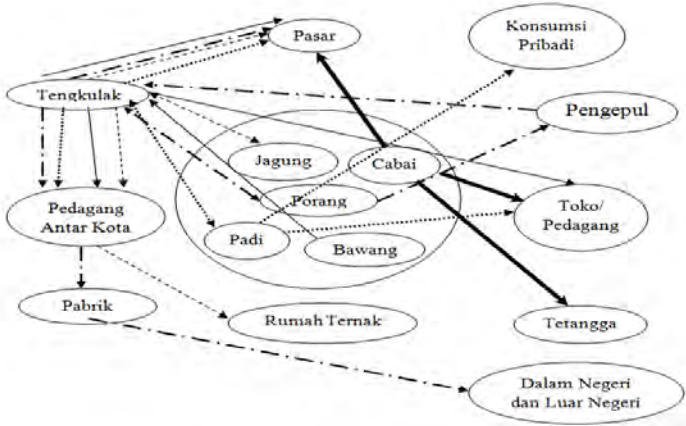 Pasar
Konsumsi
Pribadi
Tengkulak
Pengepul
Jagung
Cabai
Porang
Pedagang
Antar Kota
Padi
Bawang
Toko/
Pedagang
Pabrik
Rumah Ternak
Tetangga
Dalam Negeri
dan Luar Negeri